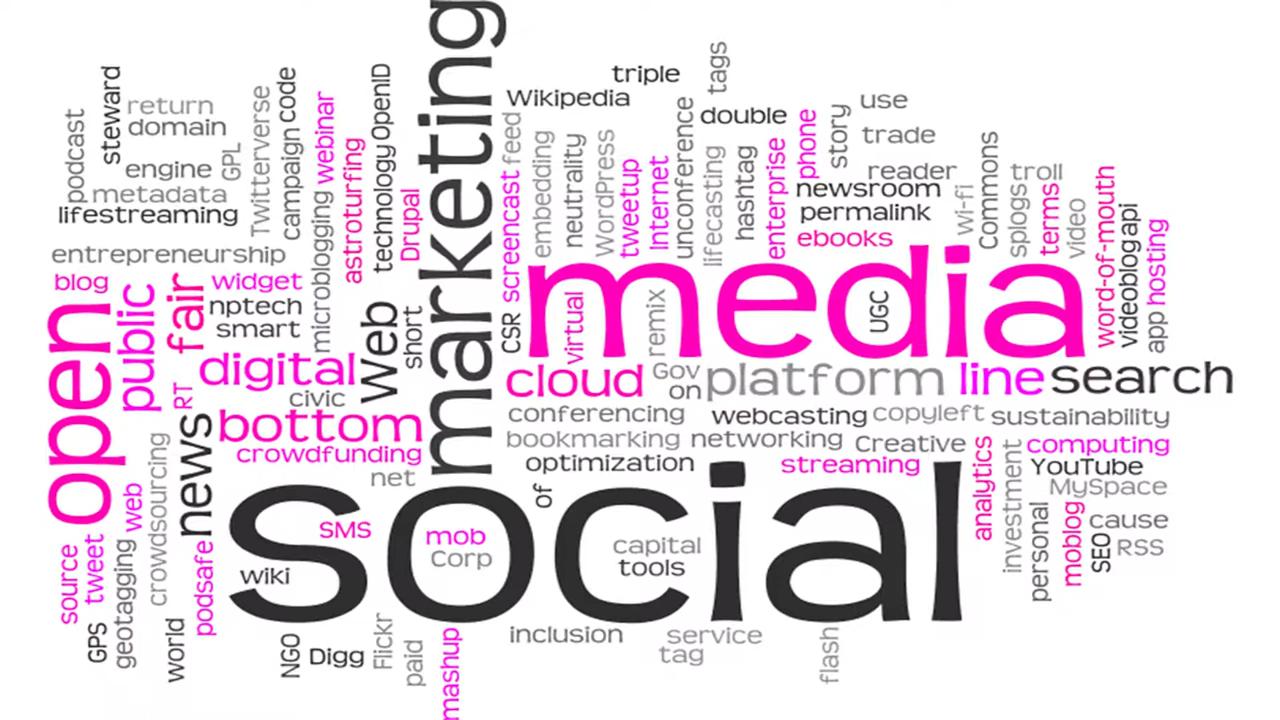 marketing
tags
triple
Wikipedia
steward
return
domain
podcast
engine
GPL
metadata
lifestreaming
Twitterverse
code
campaign
webinar
OpenID
technology
astroturfing
Drupal
microblogging
feed
screencast
embedding
neutrality
WordPress
tweetup
Internet
unconference
lifecasting
double
hashtag
enterprise
phone
story
use
trade
reader
newsroom
permalink
ebooks
wi-fi
commons
troll
splogs
terms
video
word-of-mouth
videoblogapi
hosting
app
entrepreneurship
blog
widget
nptech
smart
open
public
fair
RT
digital
civic
Web
short
CSR
media
virtual
remix
UGC
cloud
Gov
on
platform
line
search
bottom
crowdfunding
net
conferencing
webcasting
copyleft
sustainability
bookmarking
networking
Creative
computing
optimization
streaming
analytics
investment
YouTube
MySpace
personal
moblog
SEO
cause
RSS
news
crowdsourcing
web
source
tweet
geotagging
GPS
podsafe
world
social
SMS
wiki
mob
Corp
of
capital
tools
NGO
Digg
Flickr
paid
mashup
inclusion
service
tag
flash